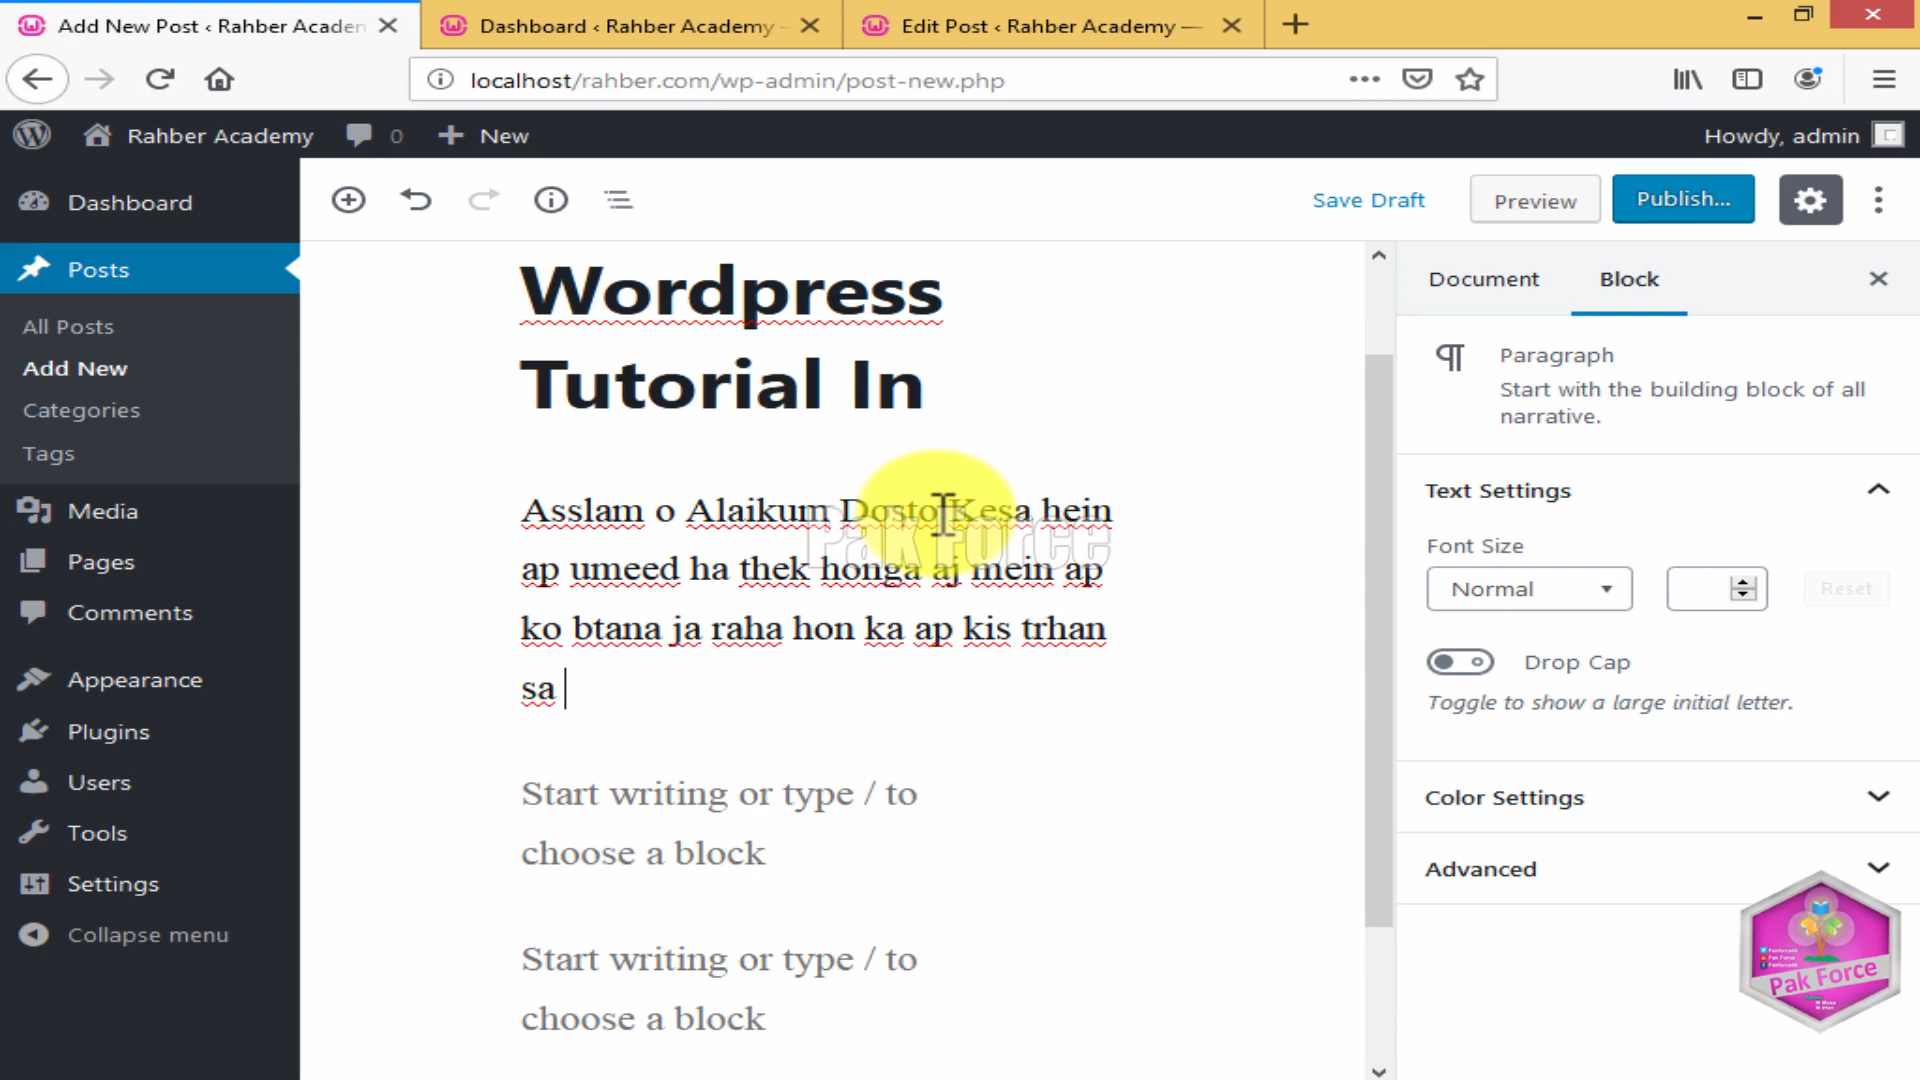 Add New Post ‹ Rahber Academ
Dashboard ‹ Rahber Academy -
Edit Post ‹ Rahber Academy —
localhost/rahber.com/wp-admin/post-new.php
Rahber Academy
0
New
Howdy, admin
Dashboard
Posts
All Posts
Add New
Categories
Tags
Media
Pages
Comments
Appearance
Plugins
Users
Tools
Settings
Collapse menu
Save Draft
Preview
Publish...
Wordpress
Tutorial In
Asslam o Alaikum Dosto Kesa hein
ap umeed ha thek honga aj mein ap
ko btana ja raha hon ka ap kis trhan
sa
Pak Force
Start writing or type / to
choose a block
Start writing or type / to
choose a block
Document
Block
Paragraph
Start with the building block of all
narrative.
Text Settings
Font Size
Normal
Reset
Drop Cap
Toggle to show a large initial letter.
Color Settings
Advanced
Pak Force